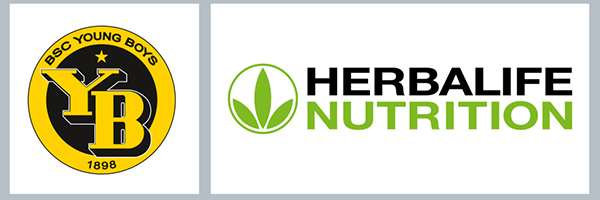 BSC YOUNG BOYS
YB
1898
HERBALIFE
NUTRITION